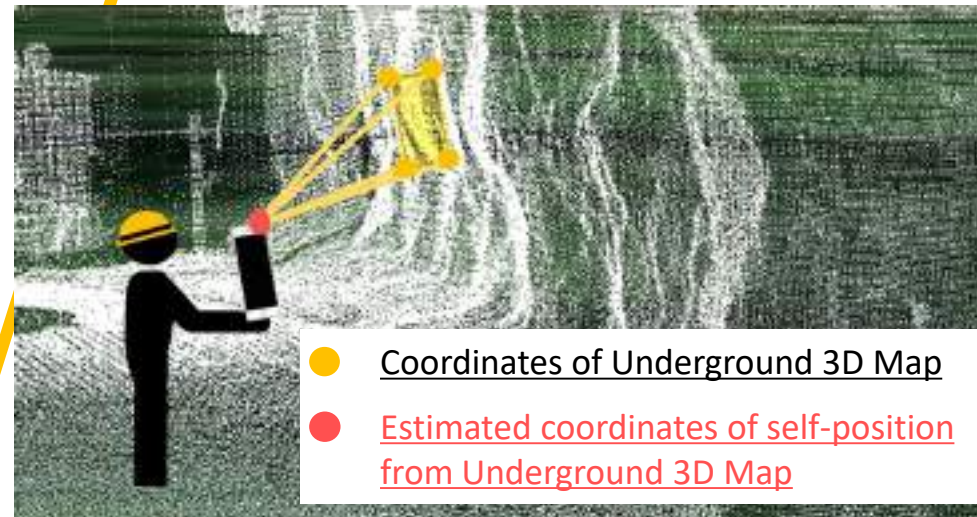 Coordinates of Underground 3D Map
Estimated coordinates of self-position
from Underground 3D Map